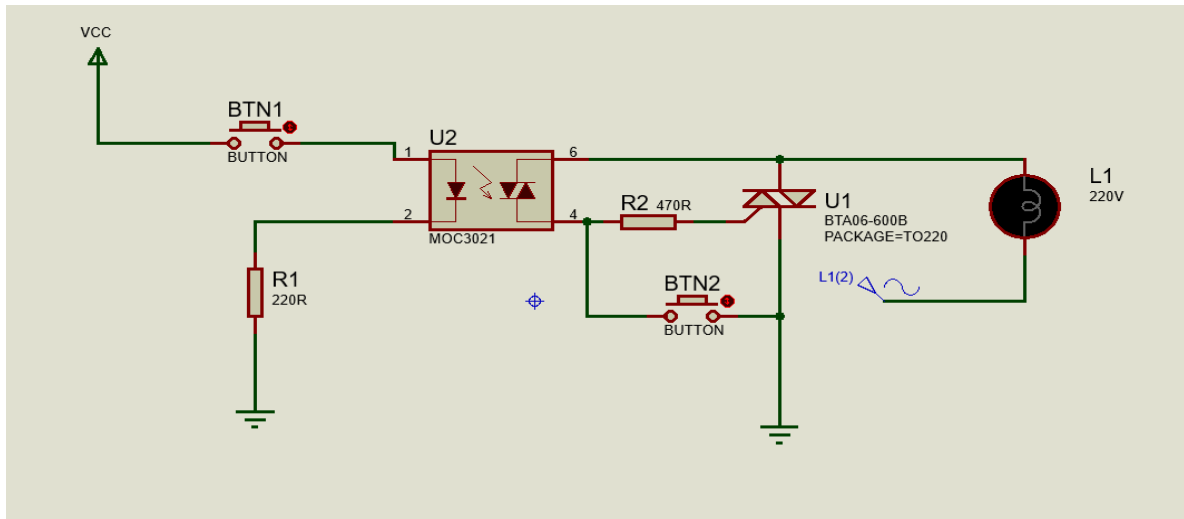 VCC
BTN1
BUTTON
U2
1
2
6
4
MOC3021
R1
220R
R2 470R
U1
BTA06-600B
PACKAGE=TO220
BTN2
BUTTON
L1
220V
L1(2)